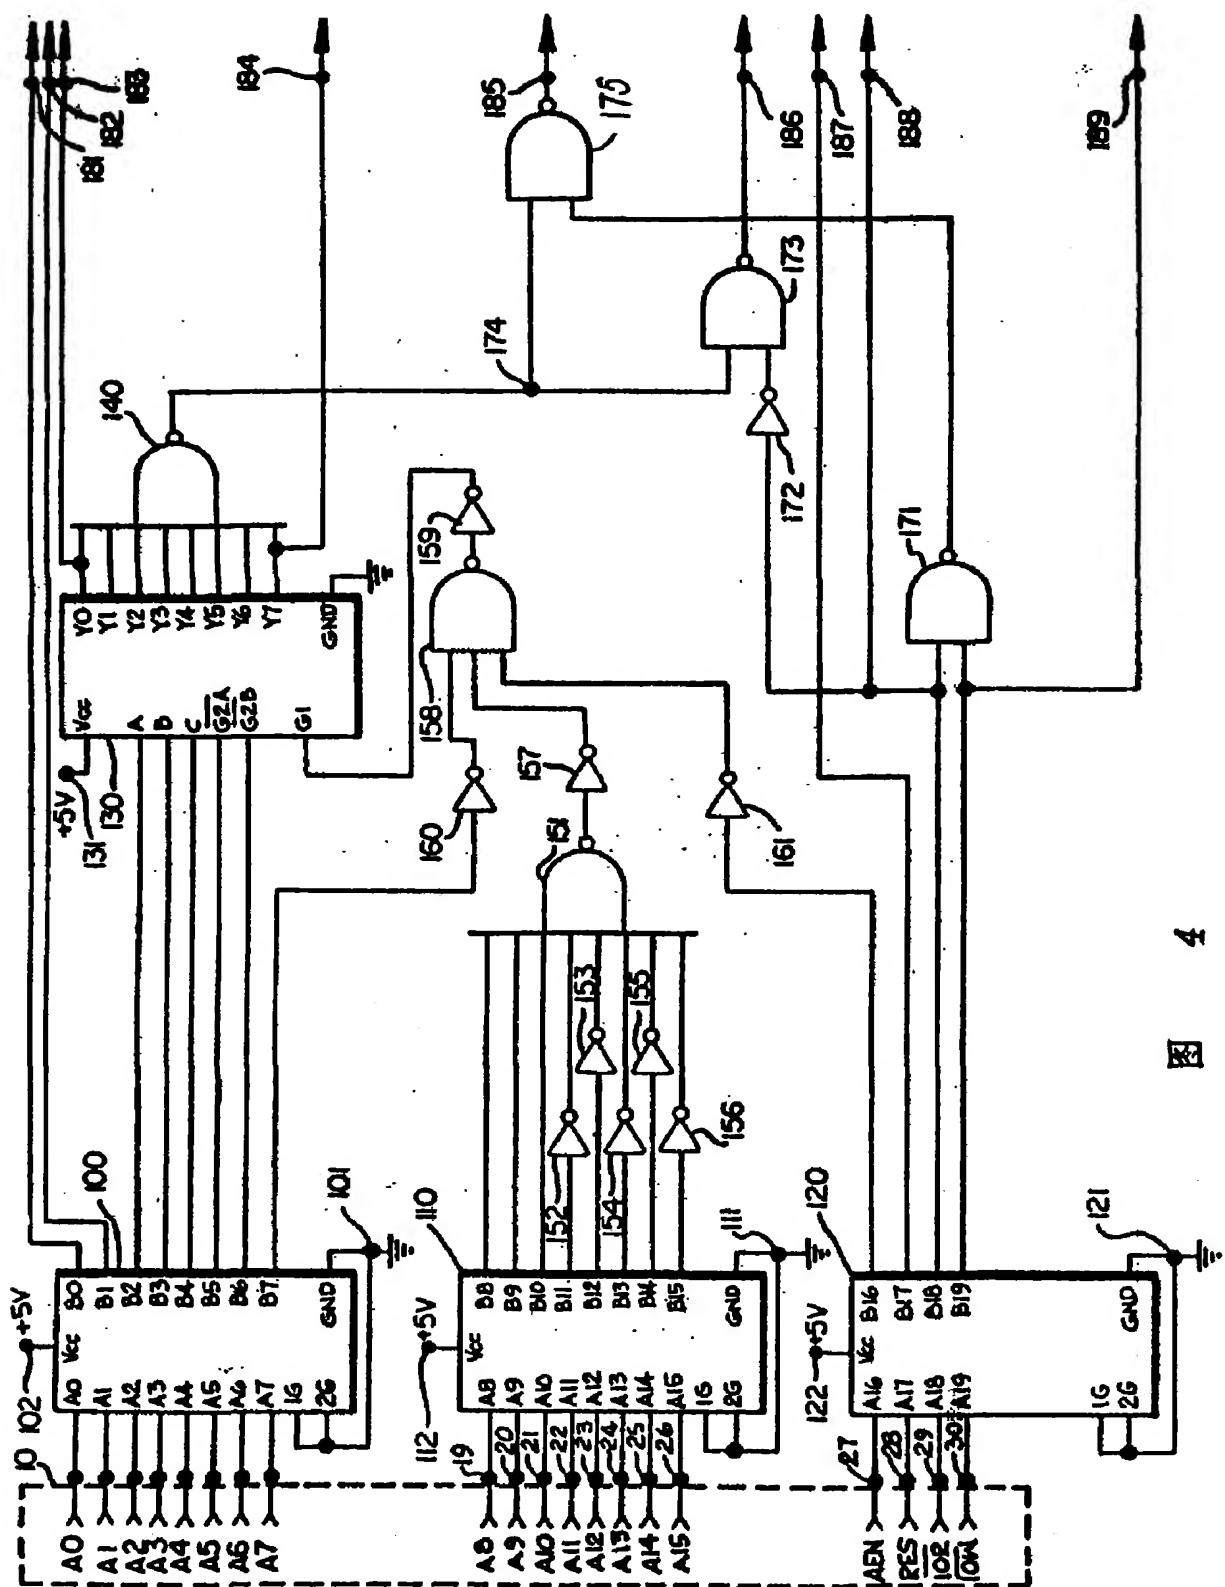 181
182
183
184
185
175
186
187
188
189
174
173
140
172
171
159
158
157
151
160
161
+5V
131
130
Vcc
A
B
C
G2A
G2B
G1
Y0
Y1
Y2
Y3
Y4
Y5
Y6
Y7
GND
153
155
152
154
156
100
101
102
+5V
Vcc
A0
A1
A2
A3
A4
A5
A6
A7
1G
2G
B0
B1
B2
B3
B4
B5
B6
B7
GND
10
A0
A1
A2
A3
A4
A5
A6
A7
110
111
112
+5V
Vcc
A8
A9
A10
A11
A12
A13
A14
A15
1G
2G
B8
B9
B10
B11
B12
B13
B14
B15
GND
19
20
21
22
23
24
25
26
A8
A9
A10
A11
A12
A13
A14
A15
120
121
122
+5V
Vcc
A16
A17
A18
A19
1G
2G
B16
B17
B18
B19
GND
27
28
29
30
AEN
RES
IOR
IOW
图 4